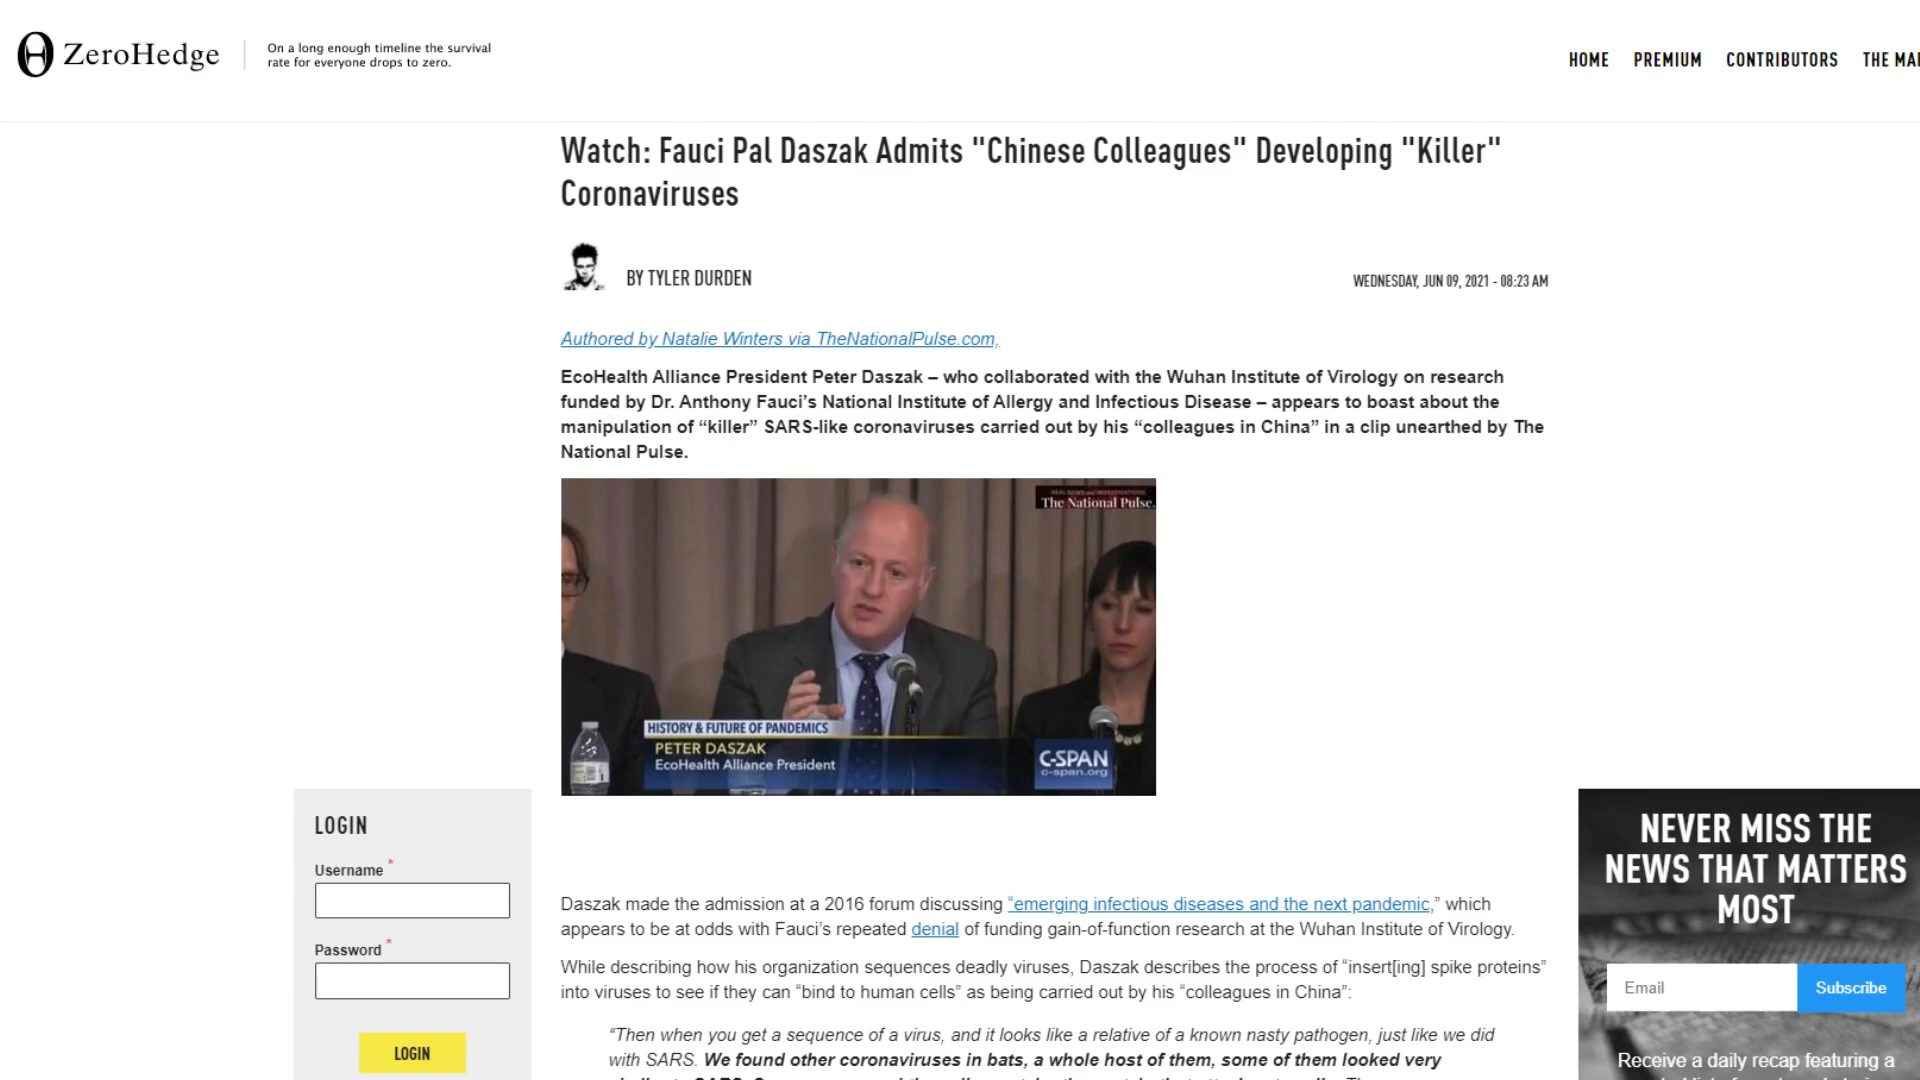 ZeroHedge
On a long enough timeline the survival
rate for everyone drops to zero.
HOME PREMIUM CONTRIBUTORS THE MA
Watch: Fauci Pal Daszak Admits "Chinese Colleagues" Developing "Killer"
Coronaviruses
BY TYLER DURDEN
WEDNESDAY, JUN 09, 2021 - 08:23 AM
Authored by Natalie Winters via TheNationalPulse.com,
EcoHealth Alliance President Peter Daszak – who collaborated with the Wuhan Institute of Virology on research
funded by Dr. Anthony Fauci’s National Institute of Allergy and Infectious Disease – appears to boast about the
manipulation of “killer” SARS-like coronaviruses carried out by his “colleagues in China” in a clip unearthed by The
National Pulse.
The National Pulse.
HISTORY & FUTURE OF PANDEMICS
PETER DASZAK
EcoHealth Alliance President
C-SPAN
c-span.org
Daszak made the admission at a 2016 forum discussing “emerging infectious diseases and the next pandemic,” which
appears to be at odds with Fauci’s repeated denial of funding gain-of-function research at the Wuhan Institute of Virology.
While describing how his organization sequences deadly viruses, Daszak describes the process of “insert[ing] spike proteins”
into viruses to see if they can “bind to human cells” as being carried out by his “colleagues in China”:
“Then when you get a sequence of a virus, and it looks like a relative of a known nasty pathogen, just like we did
with SARS. We found other coronaviruses in bats, a whole host of them, some of them looked very
LOGIN
Username *
Password *
LOGIN
NEVER MISS THE
NEWS THAT MATTERS
MOST
Email
Subscribe
Receive a daily recap featuring a